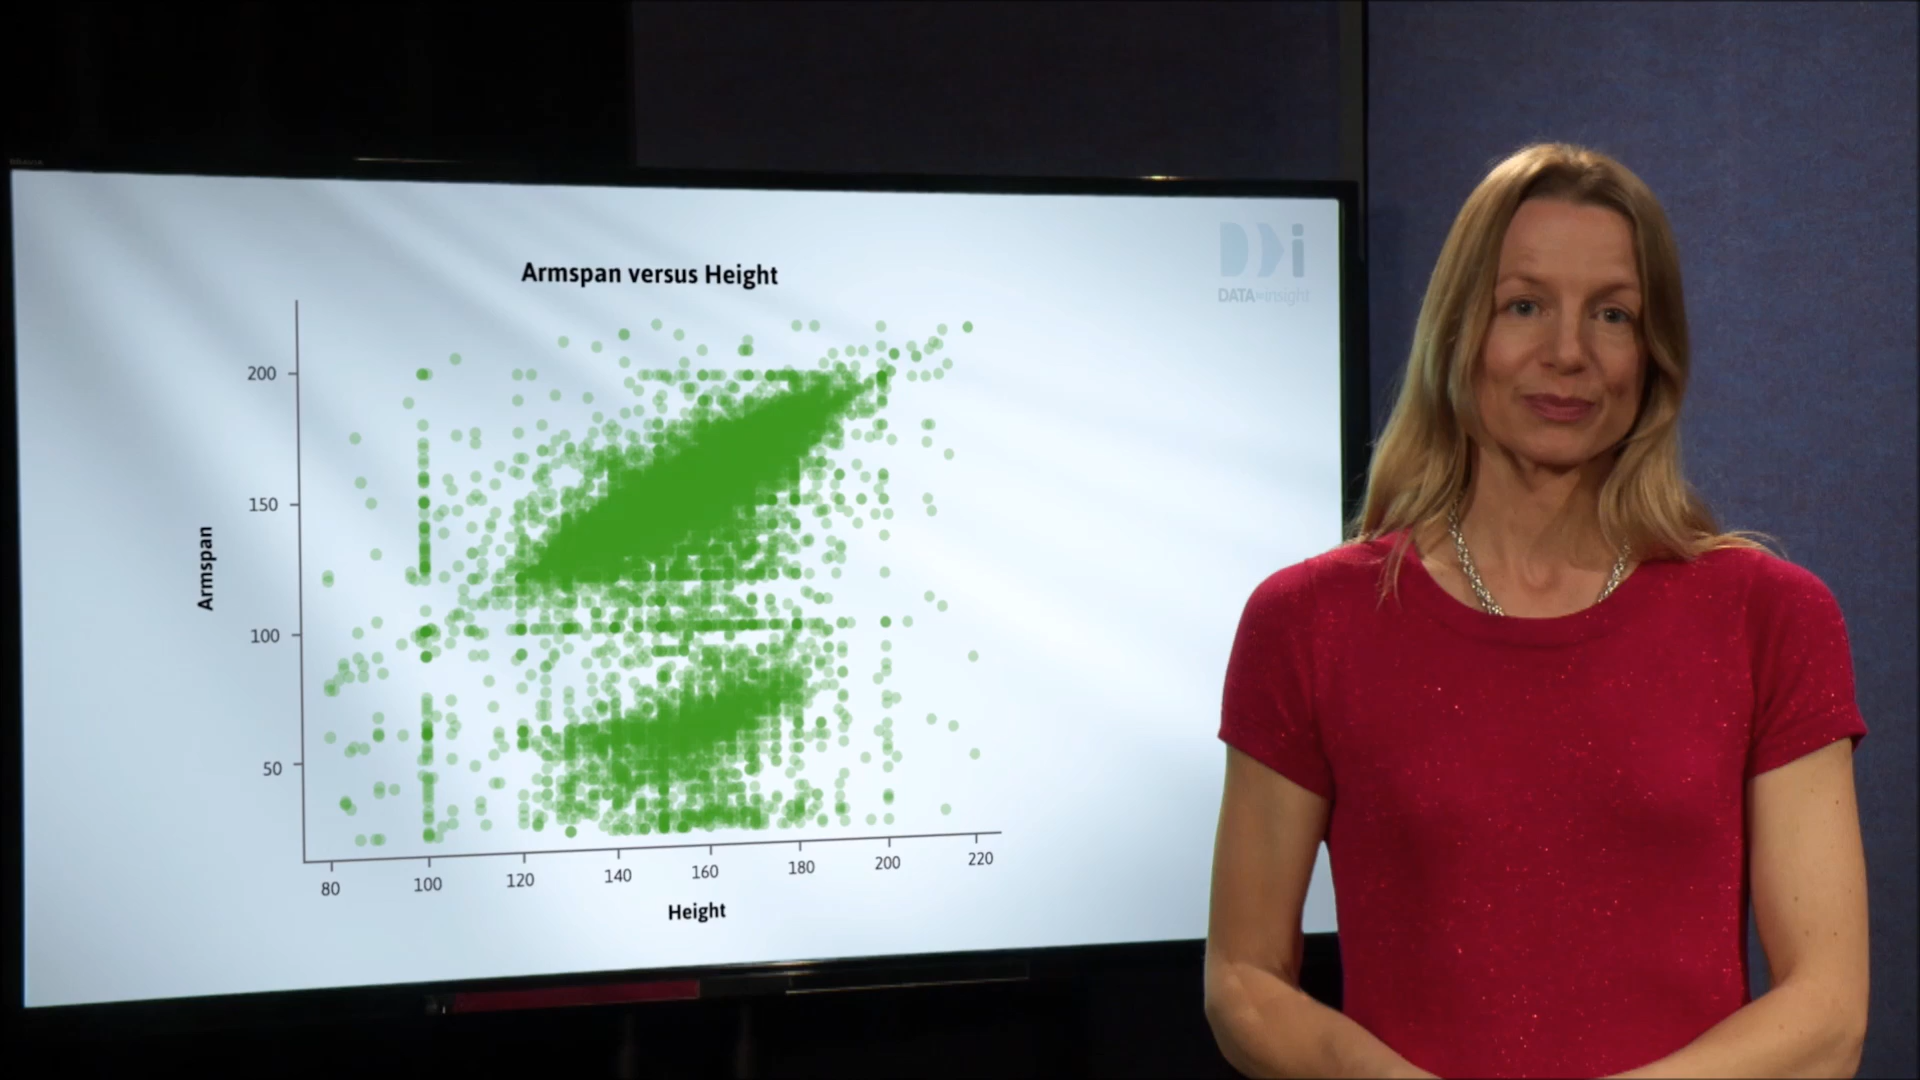 DATA≫insight
Armspan versus Height
200
150
100
50
Armspan
80 100 120 140 160 180 200 220
Height